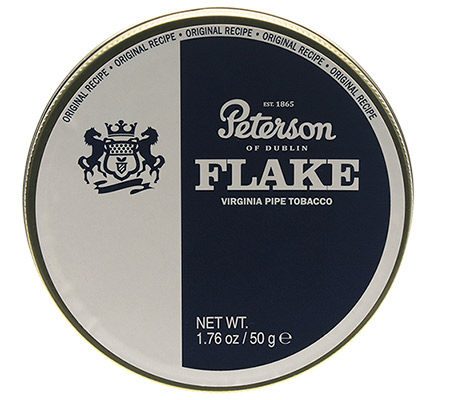 ORIGINAL RECIPE • ORIGINAL RECIPE • ORIGINAL RECIPE • ORIGINAL RECIPE • ORIGINAL RECIPE
EST. 1865
Peterson
OF DUBLIN
FLAKE
VIRGINIA PIPE TOBACCO
NET WT.
1.76 oz / 50 g ℮